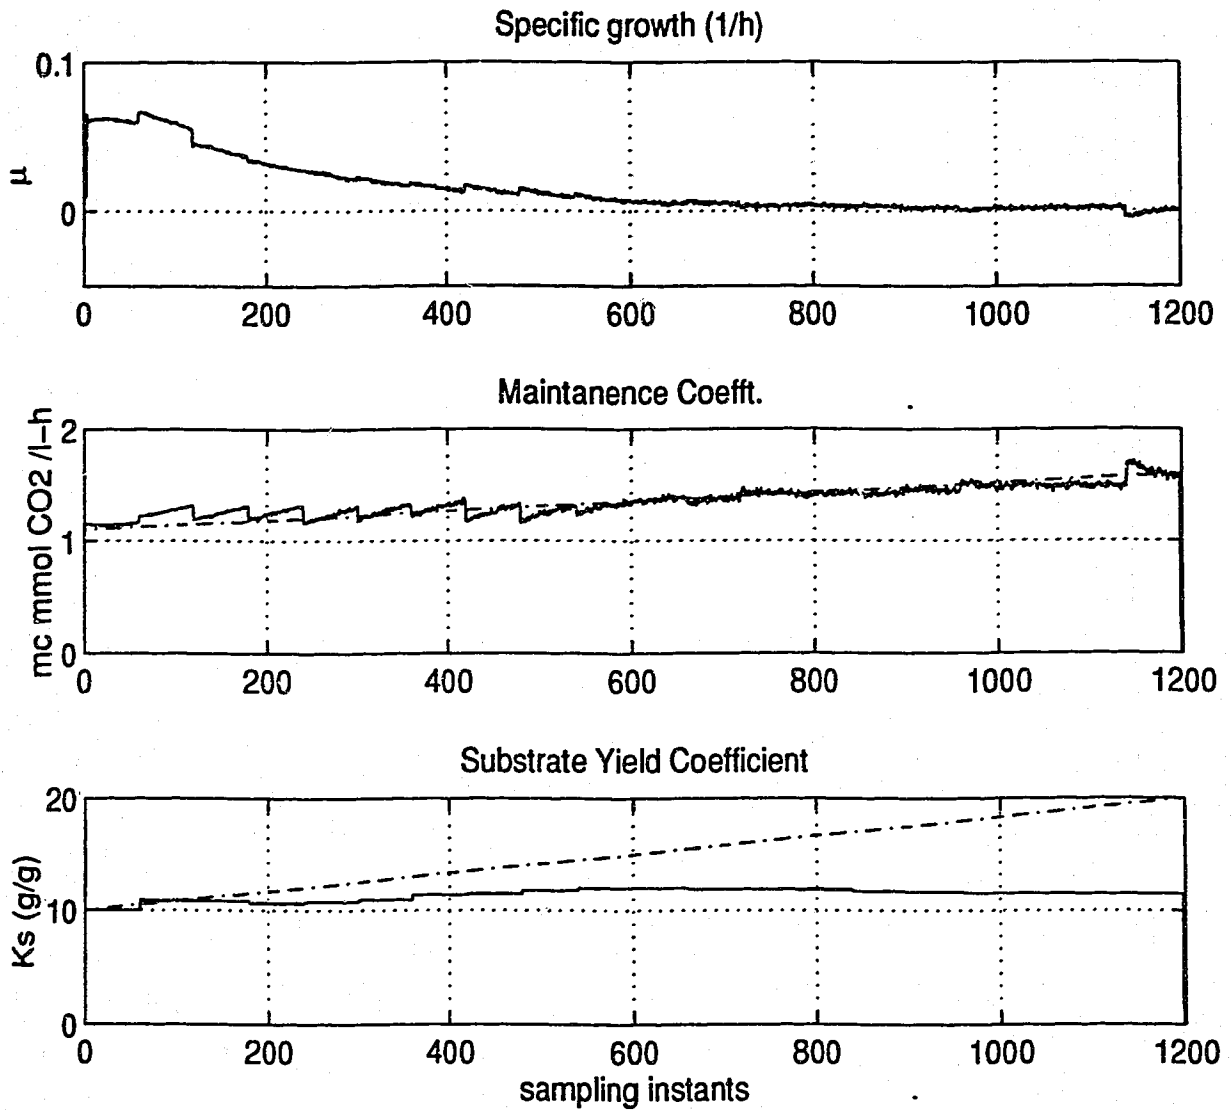 Specific growth (1/h)
0.1
μ
0
0 200 400 600 800 1000 1200
Maintanence Coefft.
mc mmol CO2 /l-h
2
1
0
0 200 400 600 800 1000 1200
Substrate Yield Coefficient
Ks (g/g)
20
10
0
0 200 400 600 800 1000 1200
sampling instants